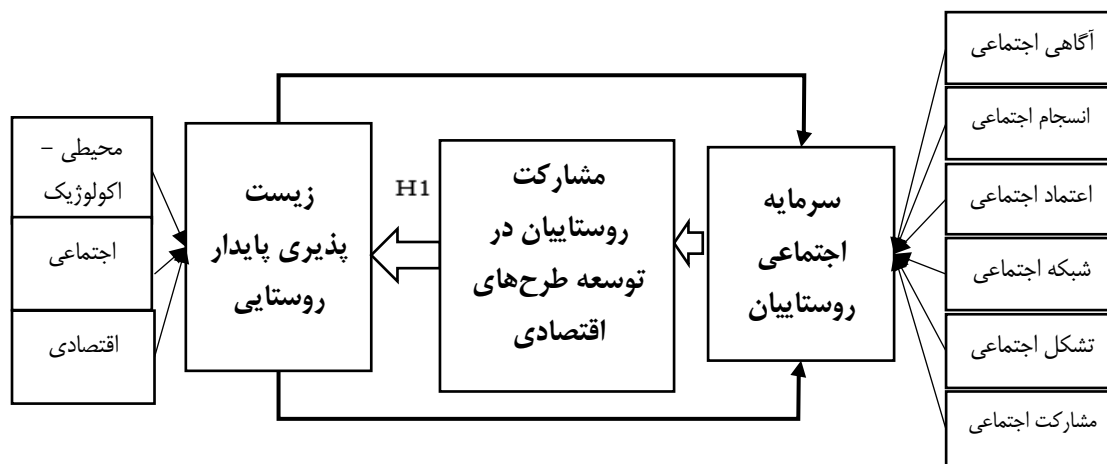 آگاهی اجتماعی
انسجام اجتماعی
اعتماد اجتماعی
شبکه اجتماعی
تشکل اجتماعی
مشارکت اجتماعی
سرمایه
اجتماعی
روستاییان
مشارکت
روستاییان در
توسعه طرح‌های
اقتصادی
H1
زیست
پذیری پایدار
روستایی
محیطی –
اکولوژیک
اجتماعی
اقتصادی